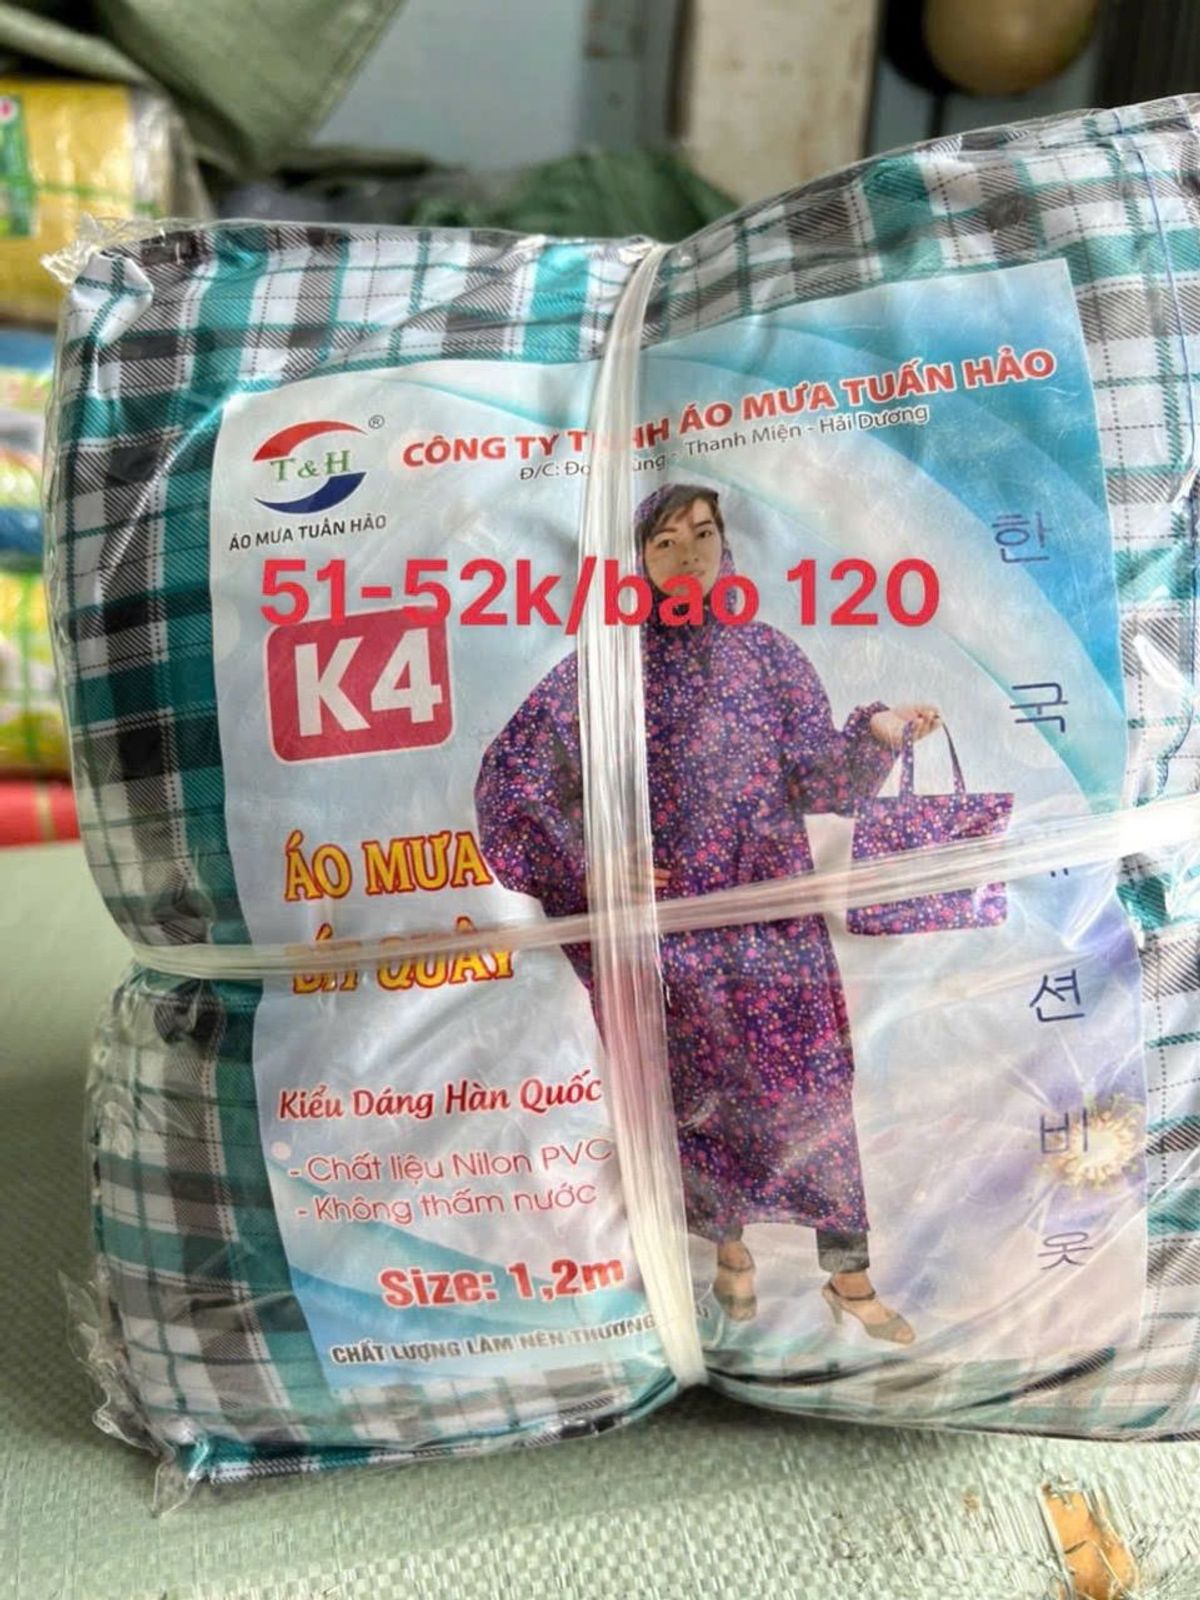 T & H ®
ÁO MƯA TUẤN HẢO
CÔNG TY ÁO MƯA TUẤN HẢO
Đ/C: Thanh Miện - Hải Dương
51-52k/bao 120
K4
ÁO MƯA
QUÂY
Kiểu Dáng Hàn Quốc
- Chất liệu Nilon PVC
- Không thấm nước
Size: 1,2m
CHẤT LƯỢNG LÀM NÊN THƯƠNG
한
국
션
비
옷